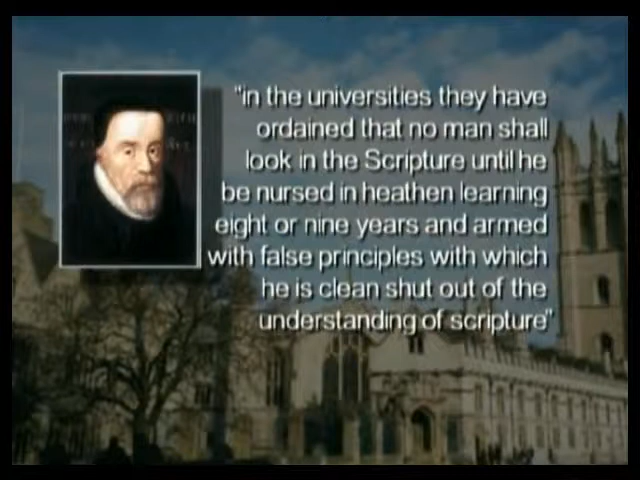 "in the universities they have
ordained that no man shall
look in the Scripture until he
be nursed in heathen learning
eight or nine years and armed
with false principles with which
he is clean shut out of the
understanding of scripture"